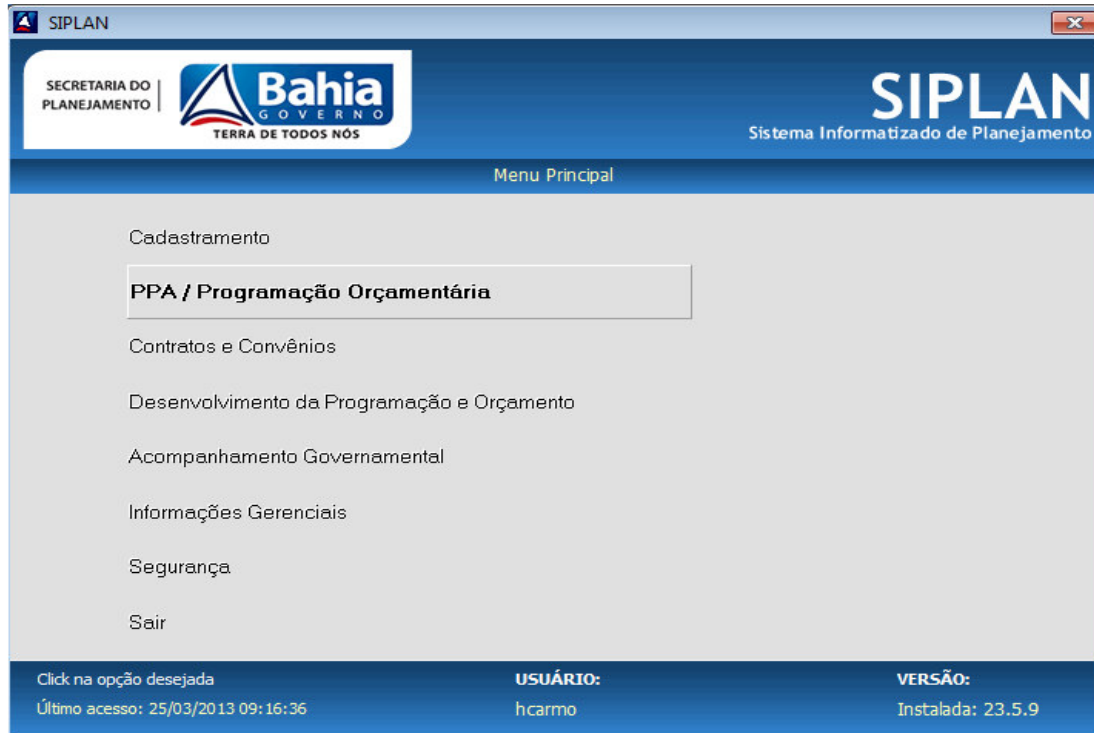 SIPLAN
SECRETARIA DO
PLANEJAMENTO
Bahia
GOVERNO
TERRA DE TODOS NÓS
SIPLAN
Sistema Informatizado de Planejamento
Menu Principal
Cadastramento
PPA / Programação Orçamentária
Contratos e Convênios
Desenvolvimento da Programação e Orçamento
Acompanhamento Governamental
Informações Gerenciais
Segurança
Sair
Click na opção desejada
USUÁRIO:
VERSÃO:
Último acesso: 25/03/2013 09:16:36
hcarmo
Instalada: 23.5.9